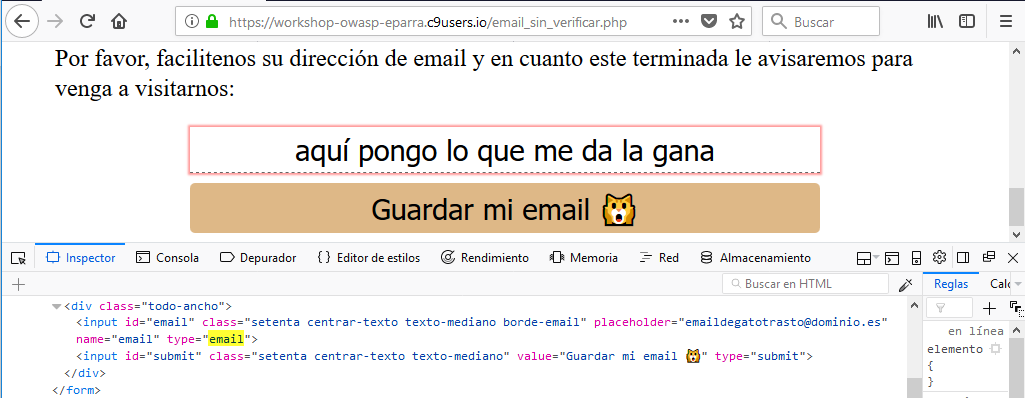 https://workshop-owasp-eparra.c9users.io/email_sin_verificar.php
Buscar
Por favor, facilitenos su dirección de email y en cuanto este terminada le avisaremos para
venga a visitarnos:
aquí pongo lo que me da la gana
Guardar mi email 🙀
Inspector Consola Depurador {} Editor de estilos Rendimiento Memoria Red Almacenamiento
+ Buscar en HTML Reglas Calc
<div class="todo-ancho">
<input id="email" class="setenta centrar-texto texto-mediano borde-email" placeholder="emaildegatotrasto@dominio.es"
name="email" type="email">
<input id="submit" class="setenta centrar-texto texto-mediano" value="Guardar mi email 🙀" type="submit">
</div>
</form>
en línea
elemento
{
}